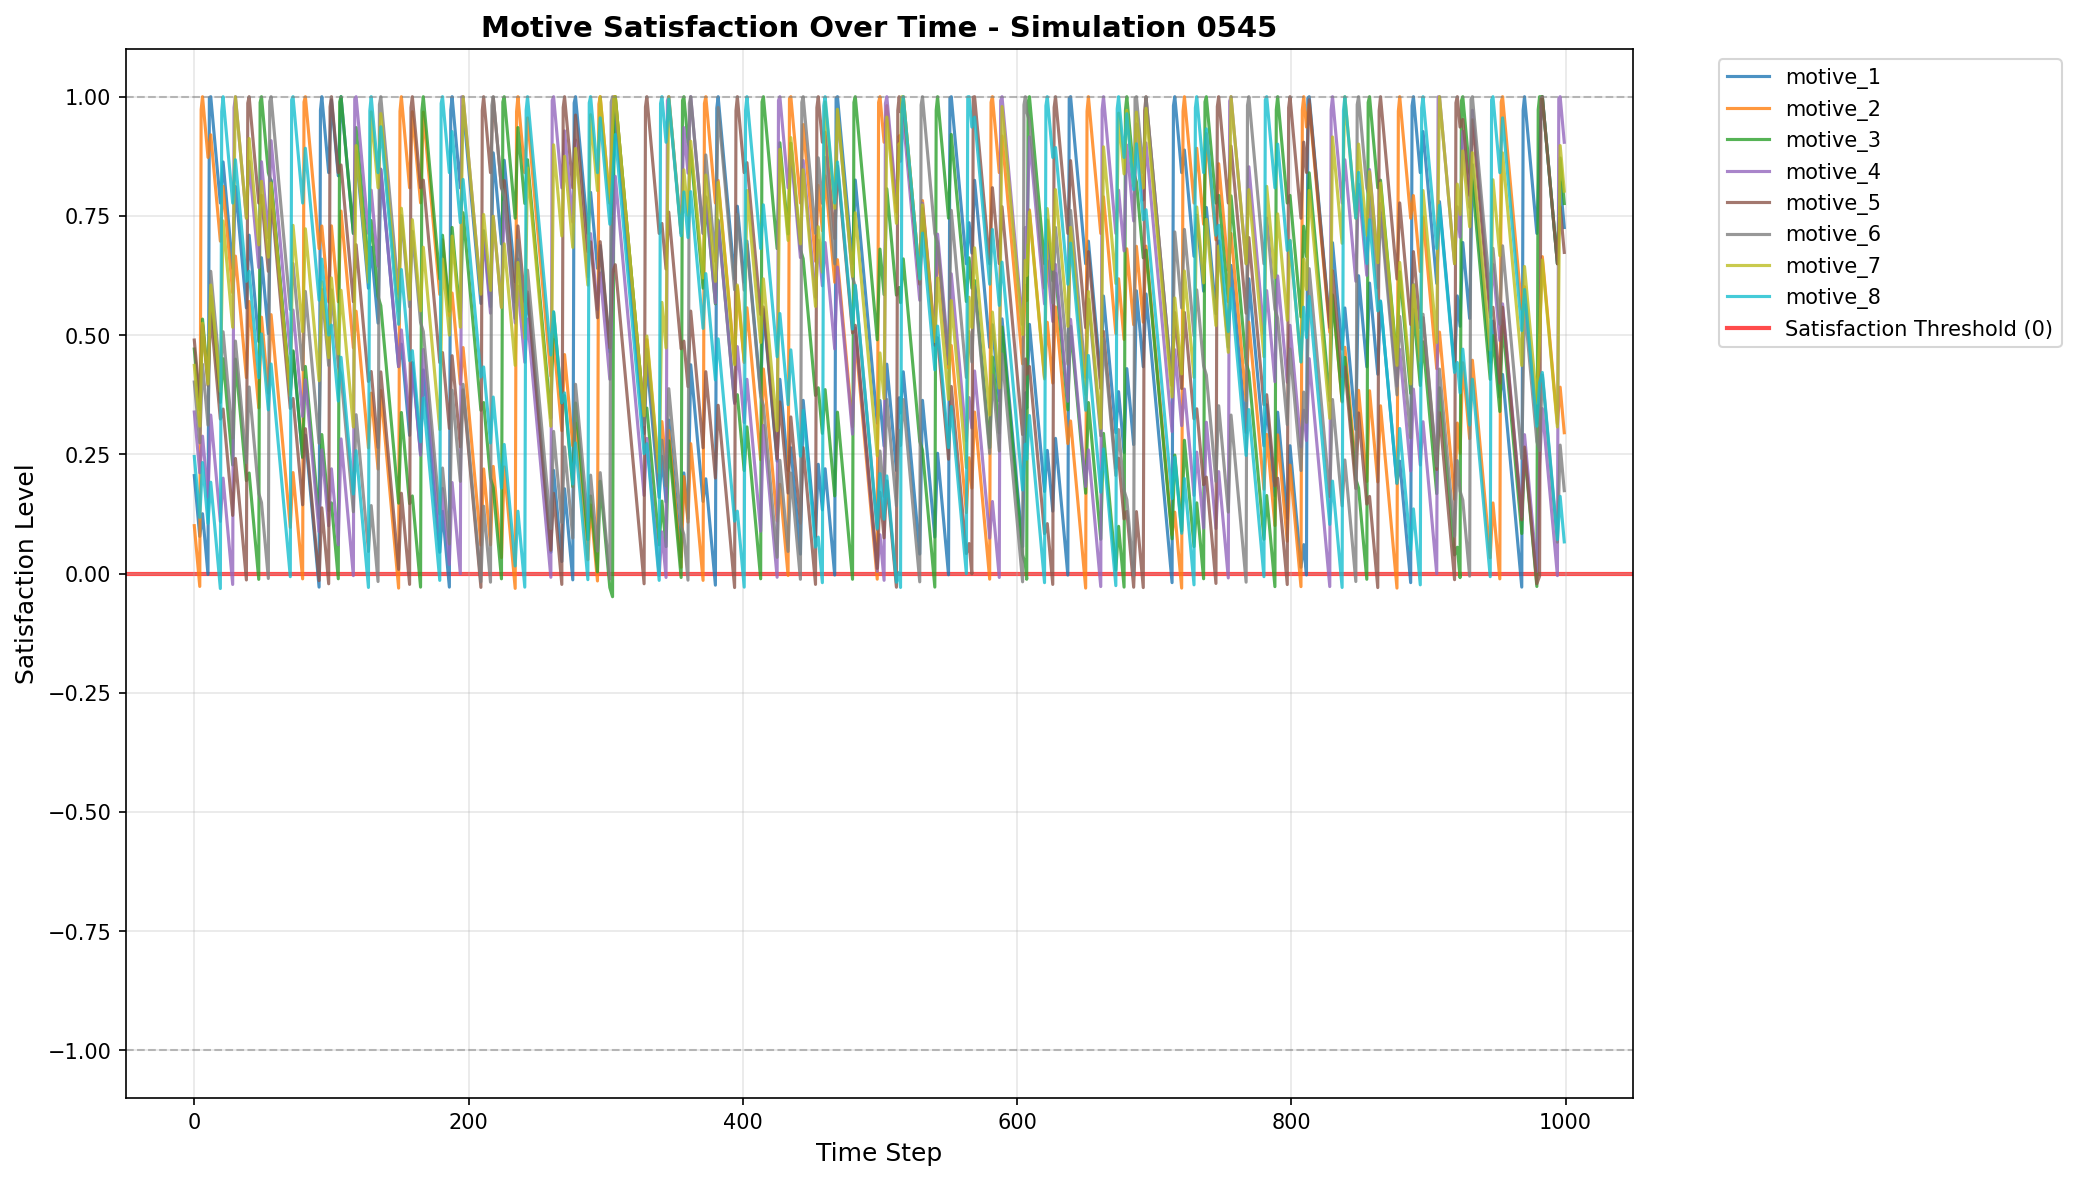 Motive Satisfaction Over Time - Simulation 0545
Satisfaction Level
1.00
0.75
0.50
0.25
0.00
−0.25
−0.50
−0.75
−1.00
0
200
400
600
800
1000
Time Step
motive_1
motive_2
motive_3
motive_4
motive_5
motive_6
motive_7
motive_8
Satisfaction Threshold (0)